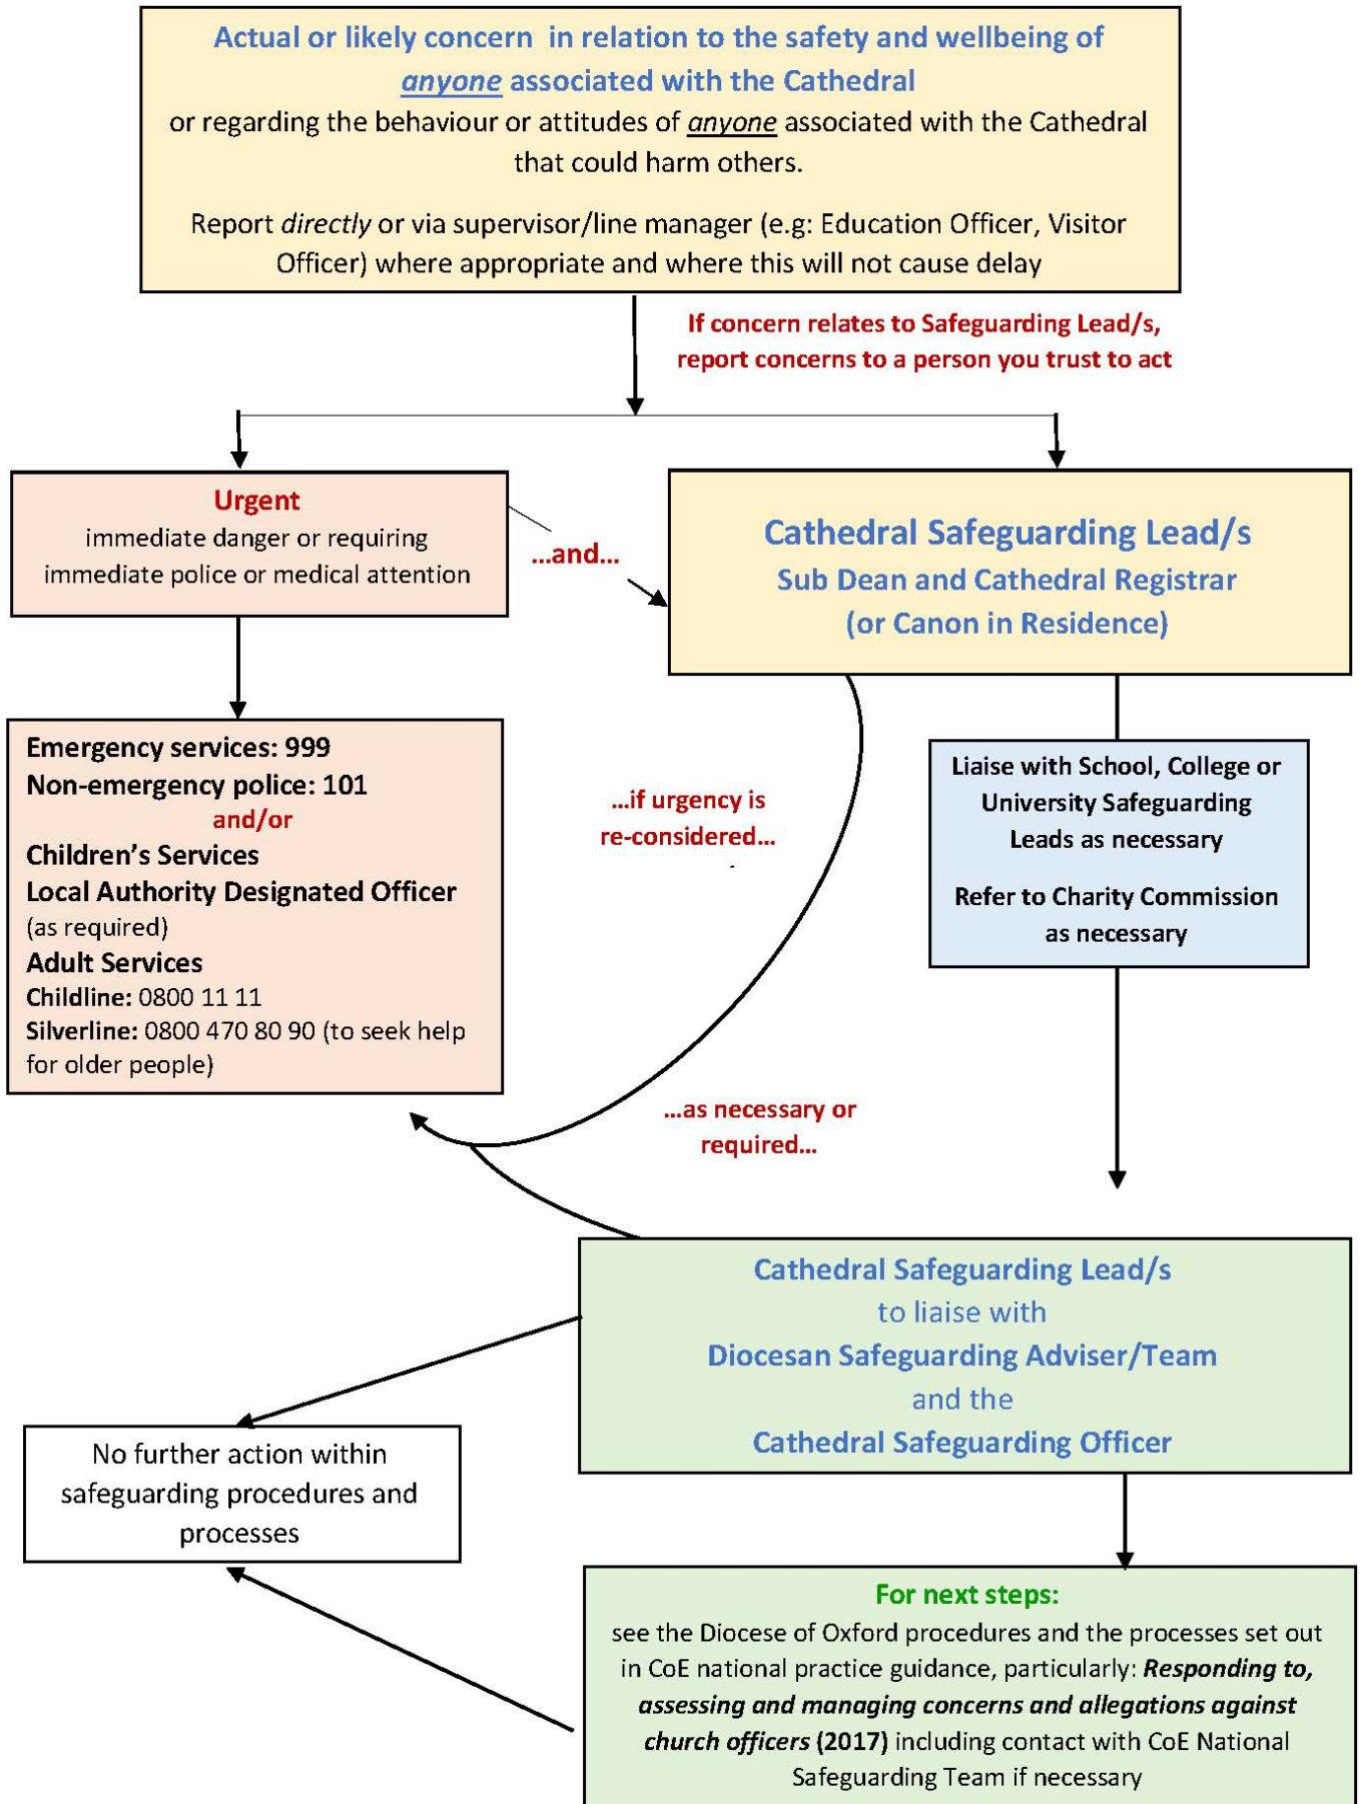 Actual or likely concern in relation to the safety and wellbeing of
anyone associated with the Cathedral
or regarding the behaviour or attitudes of anyone associated with the Cathedral
that could harm others.
Report directly or via supervisor/line manager (e.g: Education Officer, Visitor
Officer) where appropriate and where this will not cause delay
If concern relates to Safeguarding Lead/s,
report concerns to a person you trust to act
Urgent
immediate danger or requiring
immediate police or medical attention
...and...
Cathedral Safeguarding Lead/s
Sub Dean and Cathedral Registrar
(or Canon in Residence)
Emergency services: 999
Non-emergency police: 101
and/or
Children's Services
Local Authority Designated Officer
(as required)
Adult Services
Childline: 0800 11 11
Silverline: 0800 470 80 90 (to seek help
for older people)
...if urgency is
re-considered...
Liaise with School, College or
University Safeguarding
Leads as necessary
Refer to Charity Commission
as necessary
...as necessary or
required...
Cathedral Safeguarding Lead/s
to liaise with
Diocesan Safeguarding Adviser/Team
and the
Cathedral Safeguarding Officer
No further action within
safeguarding procedures and
processes
For next steps:
see the Diocese of Oxford procedures and the processes set out
in CoE national practice guidance, particularly: Responding to,
assessing and managing concerns and allegations against
church officers (2017) including contact with CoE National
Safeguarding Team if necessary